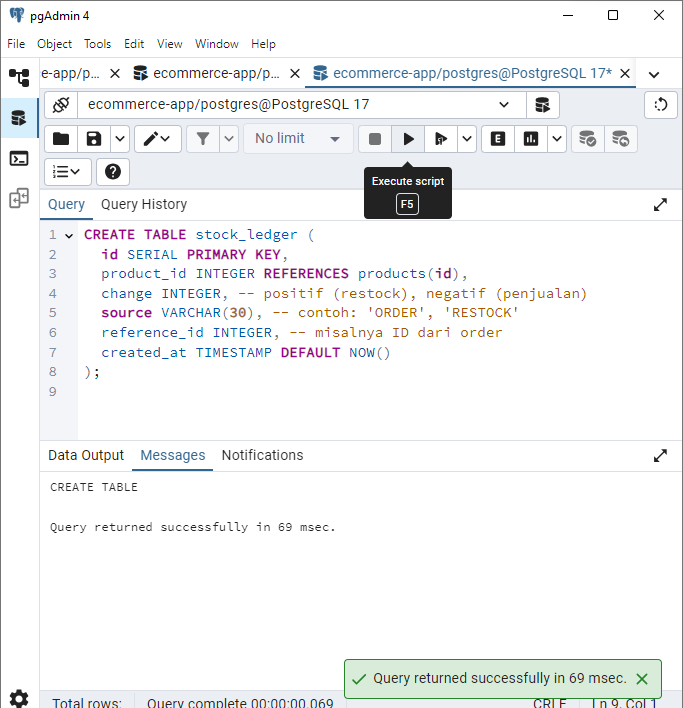 pgAdmin 4
File Object Tools Edit View Window Help
e-app/p... ecommerce-app/p... ecommerce-app/postgres@PostgreSQL 17*
ecommerce-app/postgres@PostgreSQL 17
No limit E
Execute script
F5
Query Query History
1 CREATE TABLE stock_ledger (
2 id SERIAL PRIMARY KEY,
3 product_id INTEGER REFERENCES products(id),
4 change INTEGER, -- positif (restock), negatif (penjualan)
5 source VARCHAR(30), -- contoh: 'ORDER', 'RESTOCK'
6 reference_id INTEGER, -- misalnya ID dari order
7 created_at TIMESTAMP DEFAULT NOW()
8 );
9
Data Output Messages Notifications
CREATE TABLE
Query returned successfully in 69 msec.
Query returned successfully in 69 msec.
Total rows: Query complete 00:00:00.069 CRLF Ln 9, Col 1